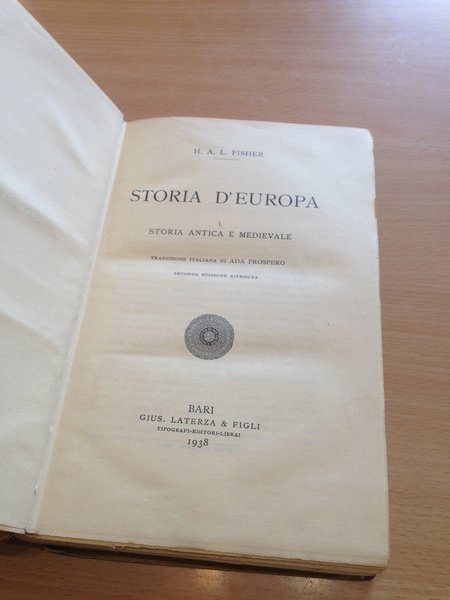 H. A. L. FISHER
STORIA D'EUROPA
I.
STORIA ANTICA E MEDIEVALE
TRADUZIONE ITALIANA DI ADA PROSPERO
SECONDA EDIZIONE RIVEDUTA
BARI
GIUS. LATERZA & FIGLI
TIPOGRAFI-EDITORI-LIBRAI
1938